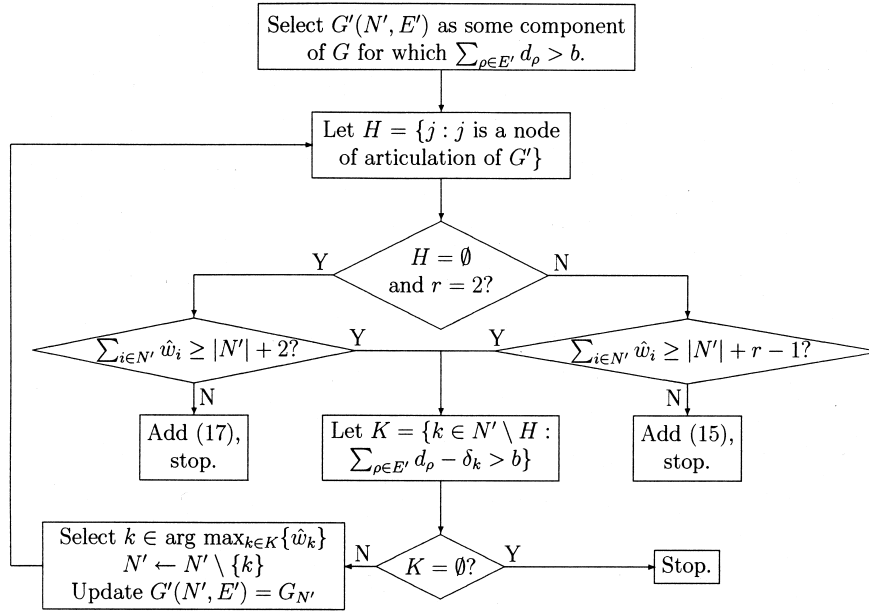 Select G′(N′, E′) as some component
of G for which ∑ρ∈E′ dρ > b.
Let H = {j : j is a node
of articulation of G′}
H = ∅
and r = 2?
Y
N
∑i∈N′ ŵi ≥ |N′| + 2?
Y
Y
∑i∈N′ ŵi ≥ |N′| + r − 1?
N
N
Add (17),
stop.
Let K = {k ∈ N′ \ H :
∑ρ∈E′ dρ − δk > b}
Add (15),
stop.
Select k ∈ arg maxk∈K{ŵk}
N′ ← N′ \ {k}
Update G′(N′, E′) = GN′
N
K = ∅?
Y
Stop.